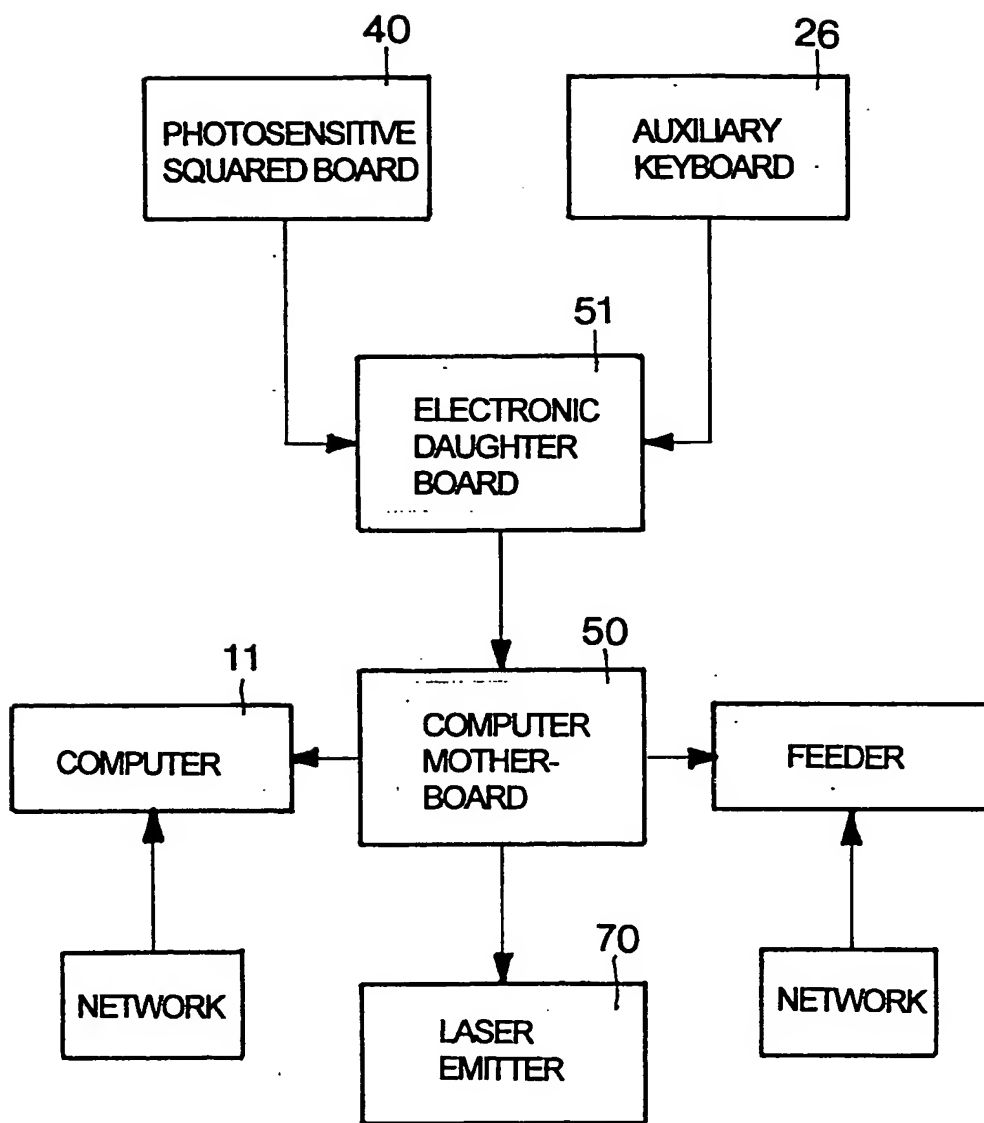 40
26
PHOTOSENSITIVE
SQUARED BOARD
AUXILIARY
KEYBOARD
51
ELECTRONIC
DAUGHTER
BOARD
50
11
COMPUTER
COMPUTER
MOTHER-
BOARD
FEEDER
70
NETWORK
LASER
EMITTER
NETWORK